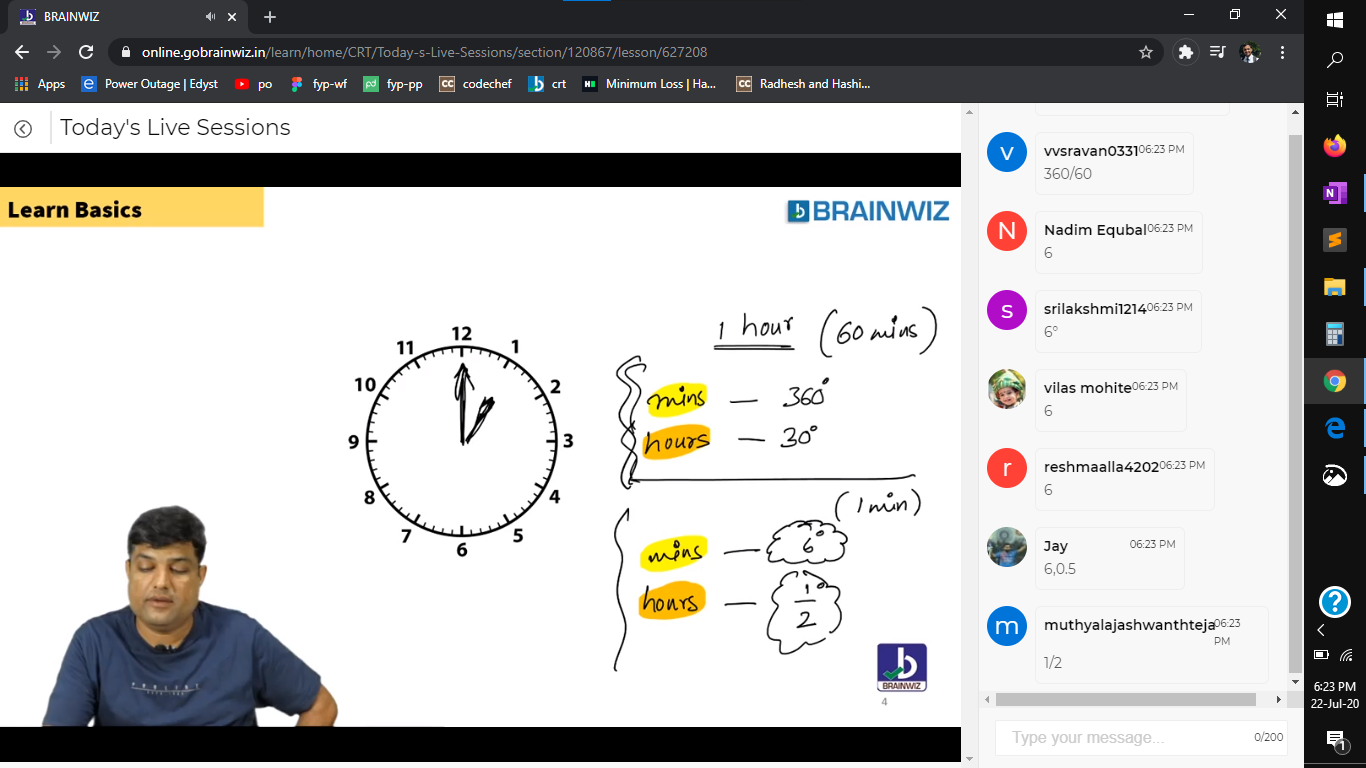 BRAINWIZ
online.gobrainwiz.in/learn/home/CRT/Today-s-Live-Sessions/section/120867/lesson/627208
Apps
Power Outage | Edyst
po
fyp-wf
fyp-pp
codechef
crt
Minimum Loss | Ha...
Radhesh and Hashi...
Today's Live Sessions
Learn Basics
BRAINWIZ
12
1
2
3
4
5
6
7
8
9
10
11
1 hour (60 mins)
mins — 360°
hours — 30°
(1 min)
mins — 6°
hours — 1°/2
BRAINWIZ
4
vvsravan0331 06:23 PM
360/60
Nadim Equbal 06:23 PM
6
srilakshmi1214 06:23 PM
6°
vilas mohite 06:23 PM
6
reshmaalla4202 06:23 PM
6
Jay 06:23 PM
6,0.5
muthyalajashwanthteja 06:23 PM
1/2
Type your message... 0/200
6:23 PM
22-Jul-20
1